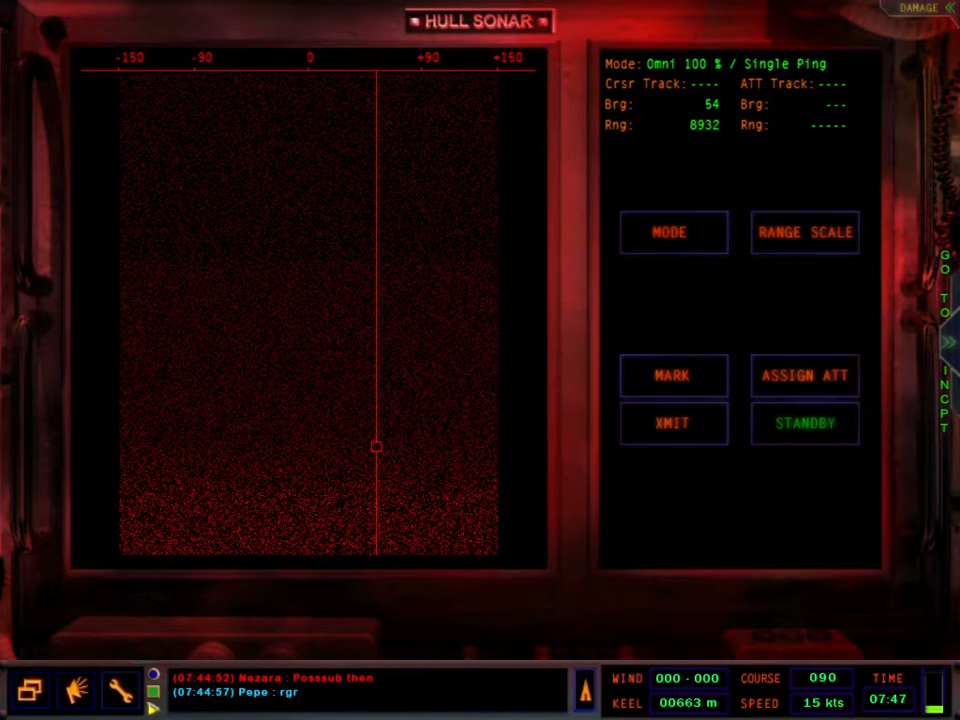 DAMAGE
HULL SONAR
-150 -90 0 +90 +150
Mode: Omni 100 % / Single Ping
Crsr Track: ---- ATT Track: ----
Brg: 54 Brg: ---
Rng: 8932 Rng: -----
MODE RANGE SCALE
GO TO INCPT
MARK ASSIGN ATT
XMIT STANDBY
(07:44:52) Nezara : Posssub then
(07:44:57) Pepe : rgr
WIND 000 - 000 COURSE 090 TIME
KEEL 00663 m SPEED 15 kts 07:47